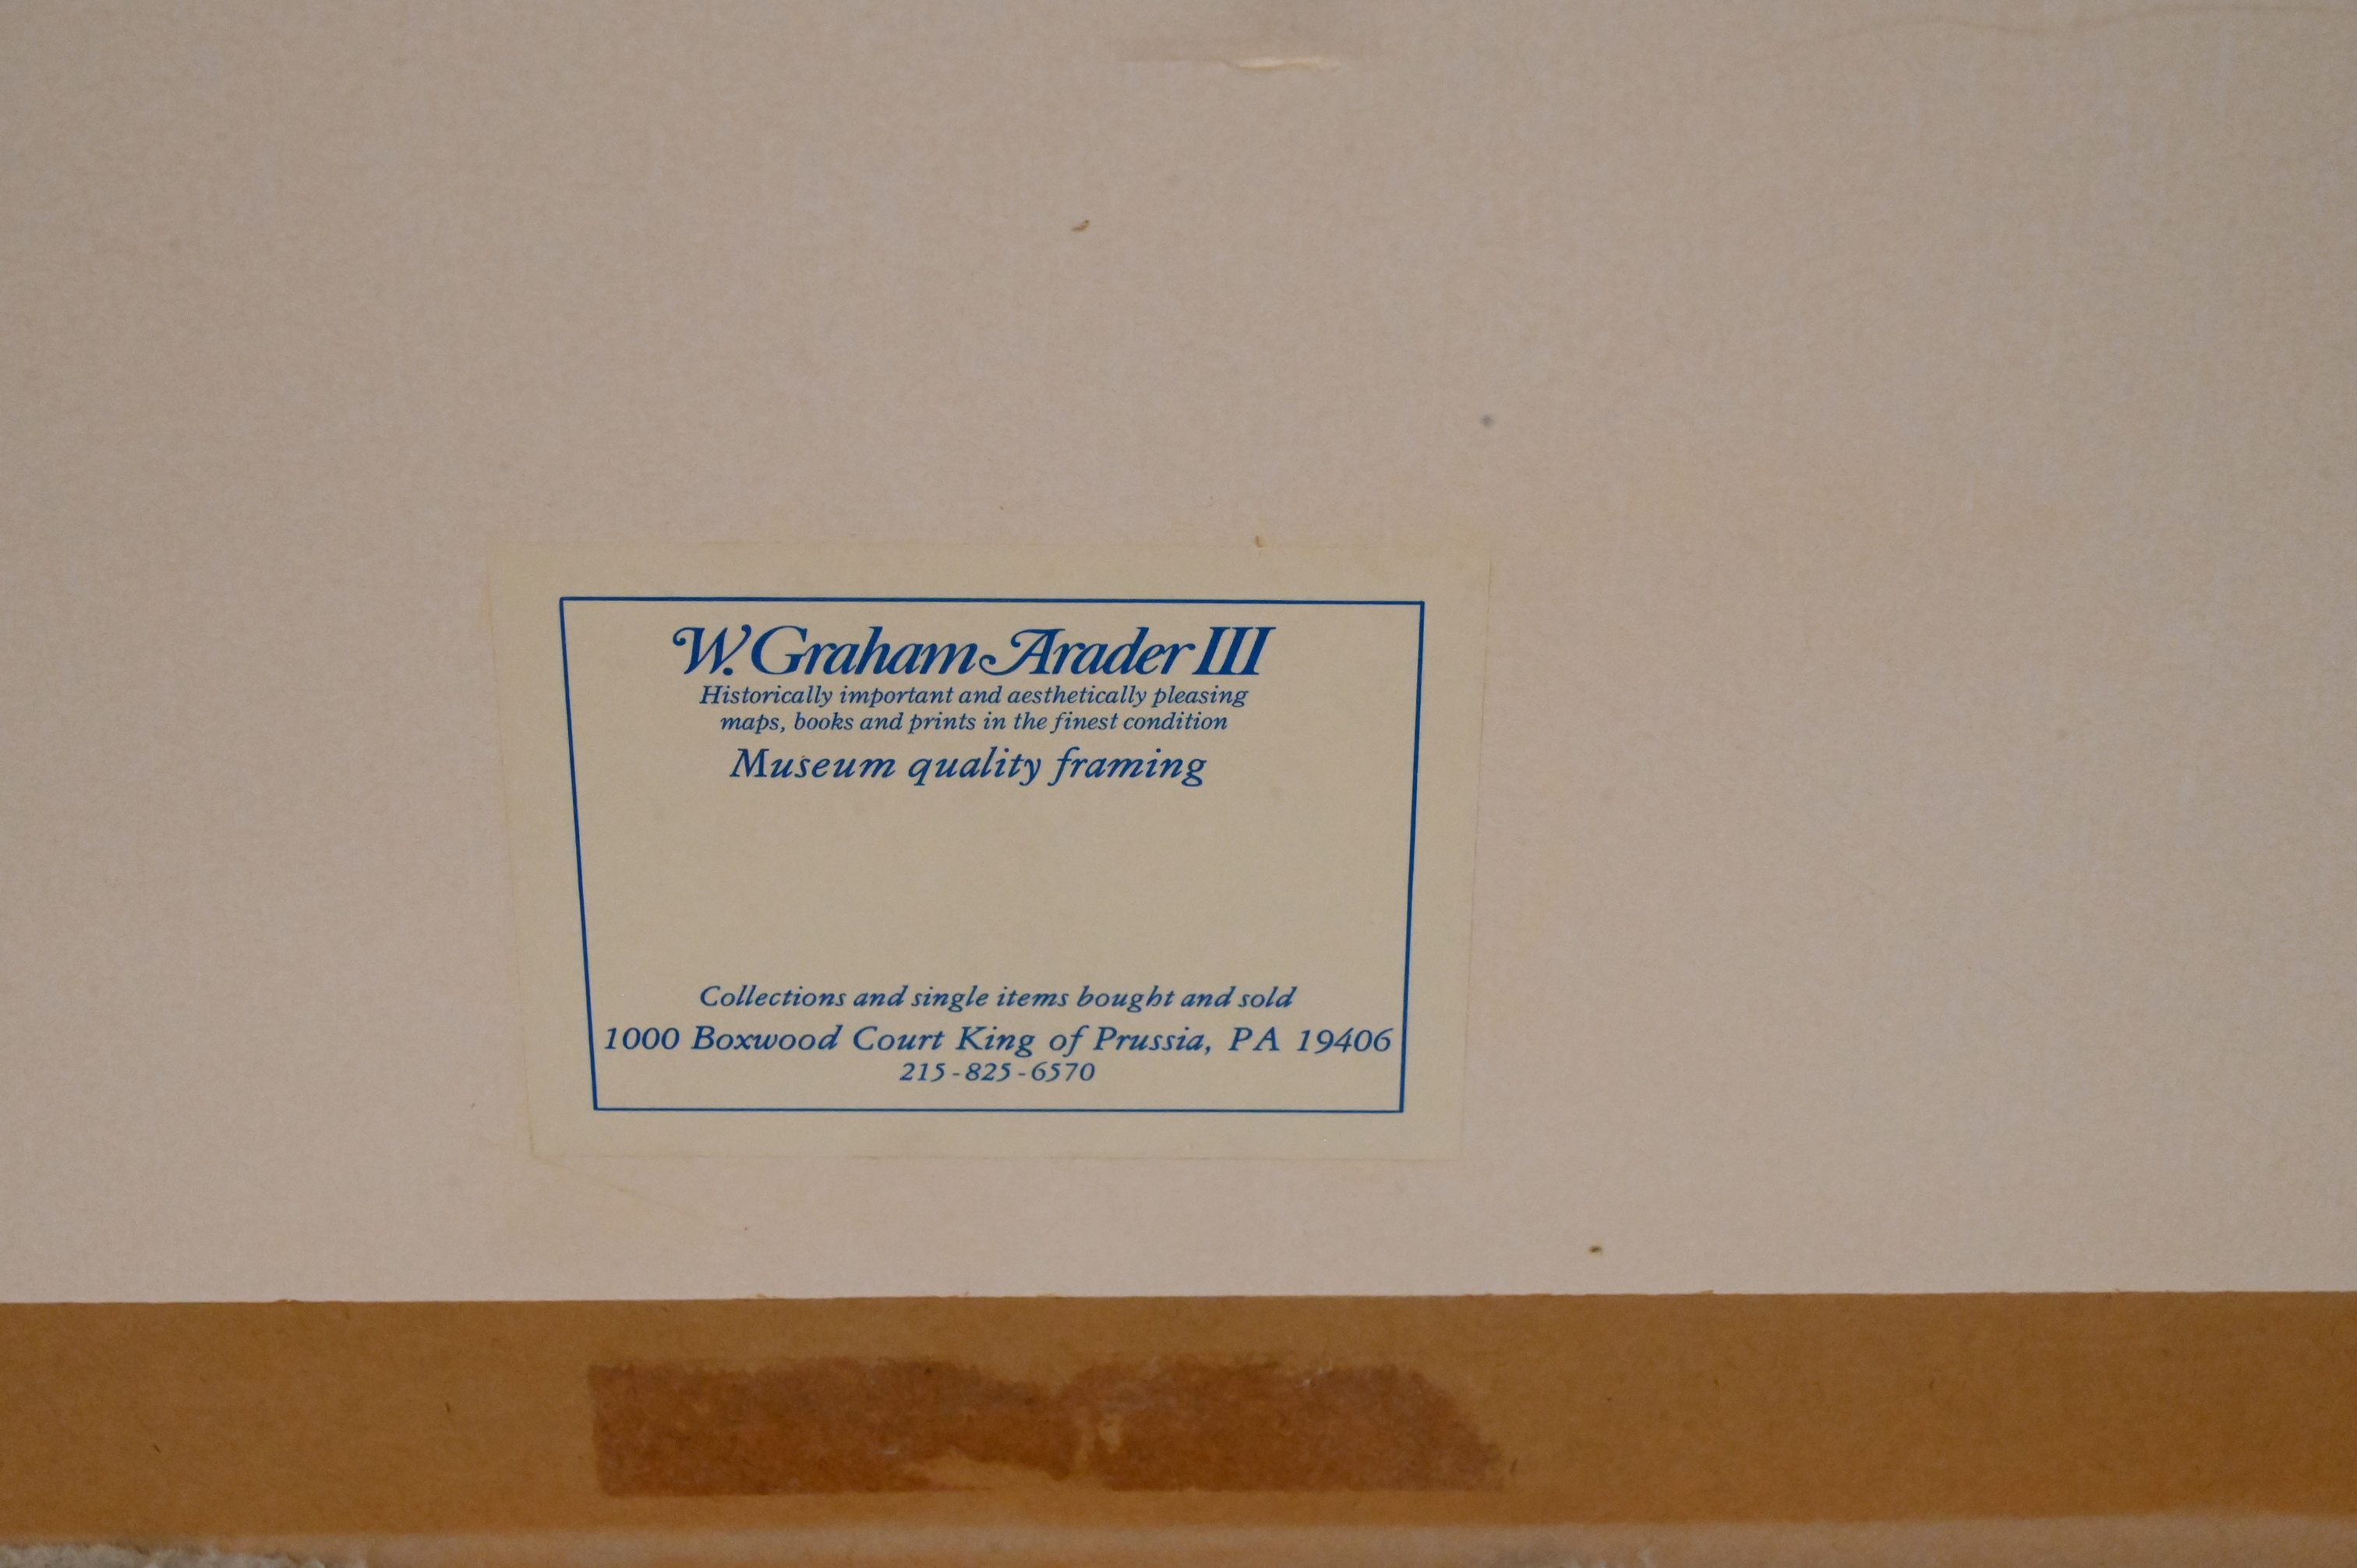 W. Graham Arader III
Historically important and aesthetically pleasing
maps, books and prints in the finest condition
Museum quality framing
Collections and single items bought and sold
1000 Boxwood Court King of Prussia, PA 19406
215-825-6570